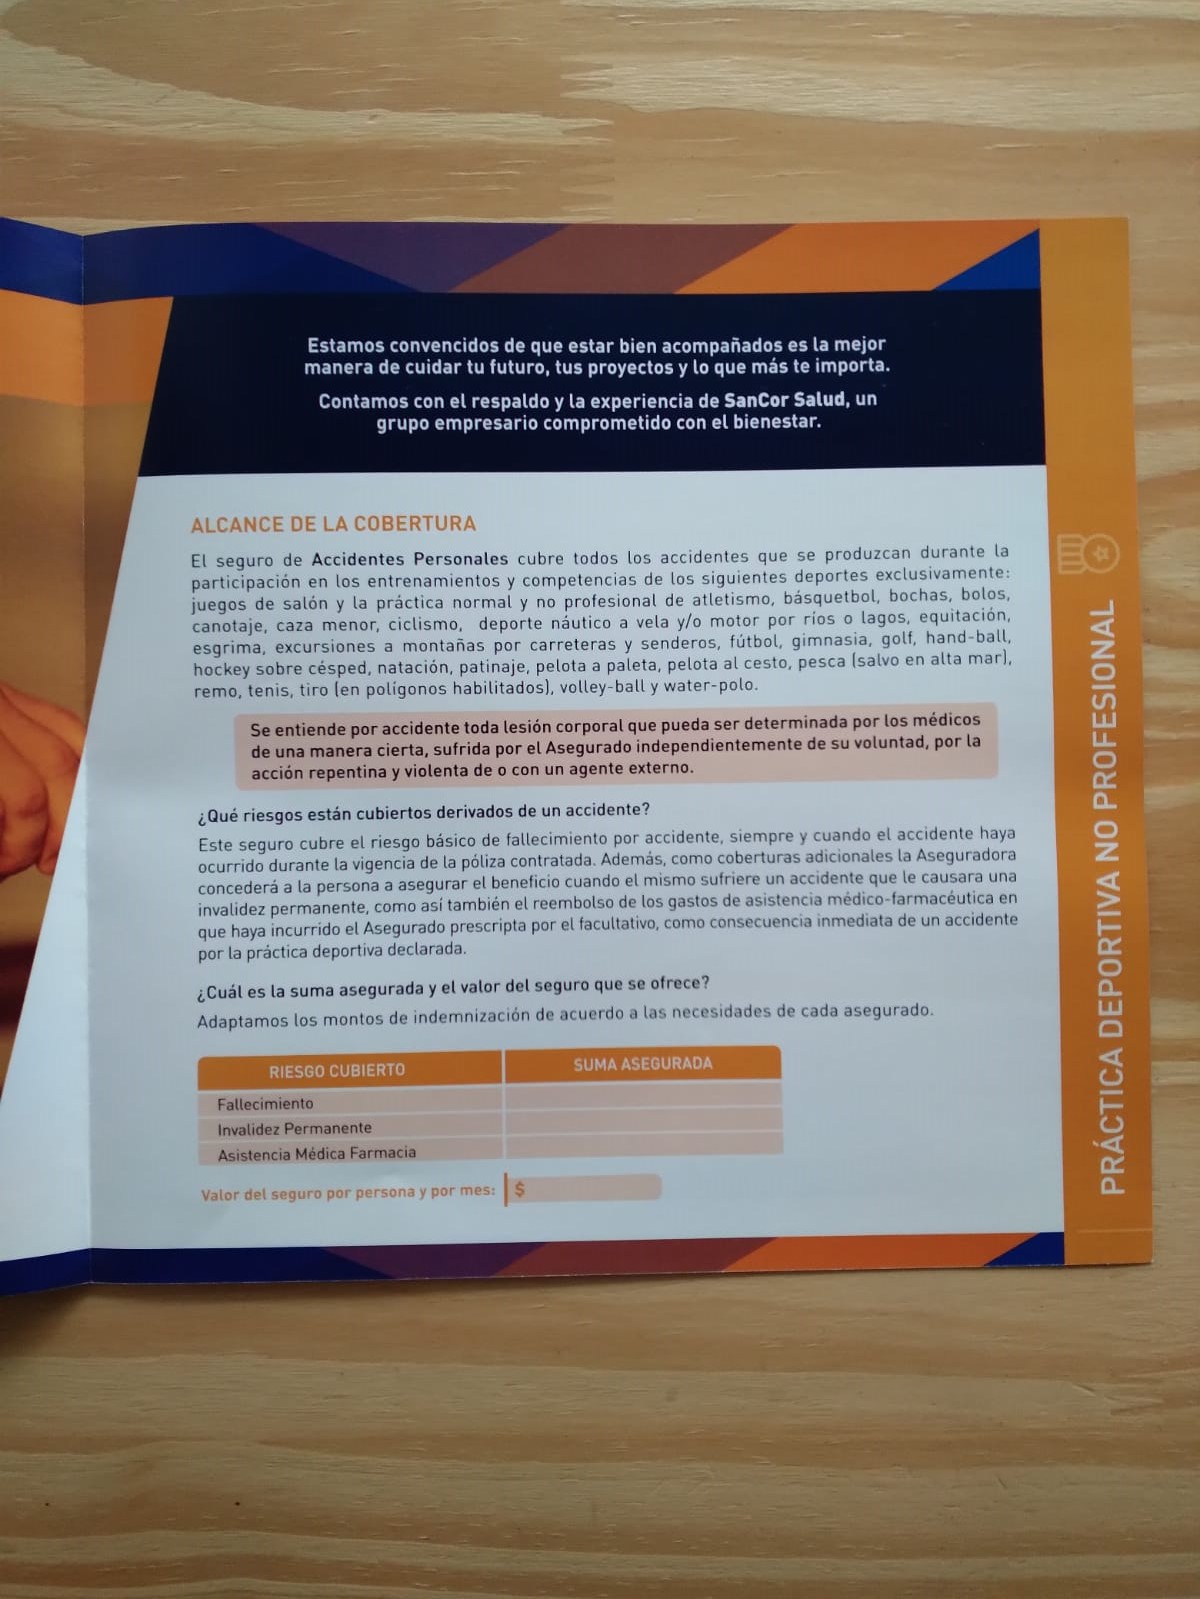 Estamos convencidos de que estar bien acompañados es la mejor
manera de cuidar tu futuro, tus proyectos y lo que más te importa.
Contamos con el respaldo y la experiencia de SanCor Salud, un
grupo empresario comprometido con el bienestar.
ALCANCE DE LA COBERTURA
El seguro de Accidentes Personales cubre todos los accidentes que se produzcan durante la
participación en los entrenamientos y competencias de los siguientes deportes exclusivamente:
juegos de salón y la práctica normal y no profesional de atletismo, básquetbol, bochas, bolos,
canotaje, caza menor, ciclismo, deporte náutico a vela y/o motor por ríos o lagos, equitación,
esgrima, excursiones a montañas por carreteras y senderos, fútbol, gimnasia, golf, hand-ball,
hockey sobre césped, natación, patinaje, pelota a paleta, pelota al cesto, pesca (salvo en alta mar),
remo, tenis, tiro (en polígonos habilitados), volley-ball y water-polo.
Se entiende por accidente toda lesión corporal que pueda ser determinada por los médicos
de una manera cierta, sufrida por el Asegurado independientemente de su voluntad, por la
acción repentina y violenta de o con un agente externo.
¿Qué riesgos están cubiertos derivados de un accidente?
Este seguro cubre el riesgo básico de fallecimiento por accidente, siempre y cuando el accidente haya
ocurrido durante la vigencia de la póliza contratada. Además, como coberturas adicionales la Aseguradora
concederá a la persona a asegurar el beneficio cuando el mismo sufriere un accidente que le causara una
invalidez permanente, como así también el reembolso de los gastos de asistencia médico-farmacéutica en
que haya incurrido el Asegurado prescripta por el facultativo, como consecuencia inmediata de un accidente
por la práctica deportiva declarada.
¿Cuál es la suma asegurada y el valor del seguro que se ofrece?
Adaptamos los montos de indemnización de acuerdo a las necesidades de cada asegurado.
RIESGO CUBIERTO SUMA ASEGURADA
Fallecimiento
Invalidez Permanente
Asistencia Médica Farmacia
Valor del seguro por persona y por mes: $
PRÁCTICA DEPORTIVA NO PROFESIONAL